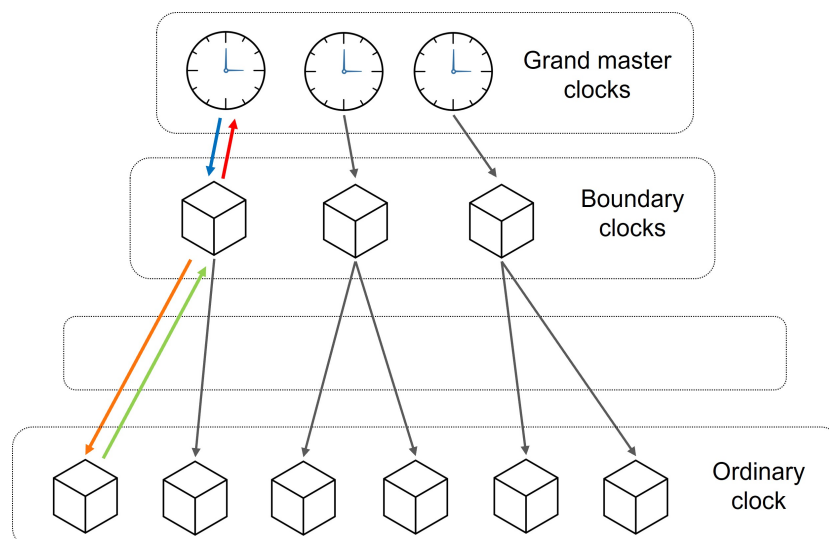 Grand master
clocks
Boundary
clocks
Ordinary
clock